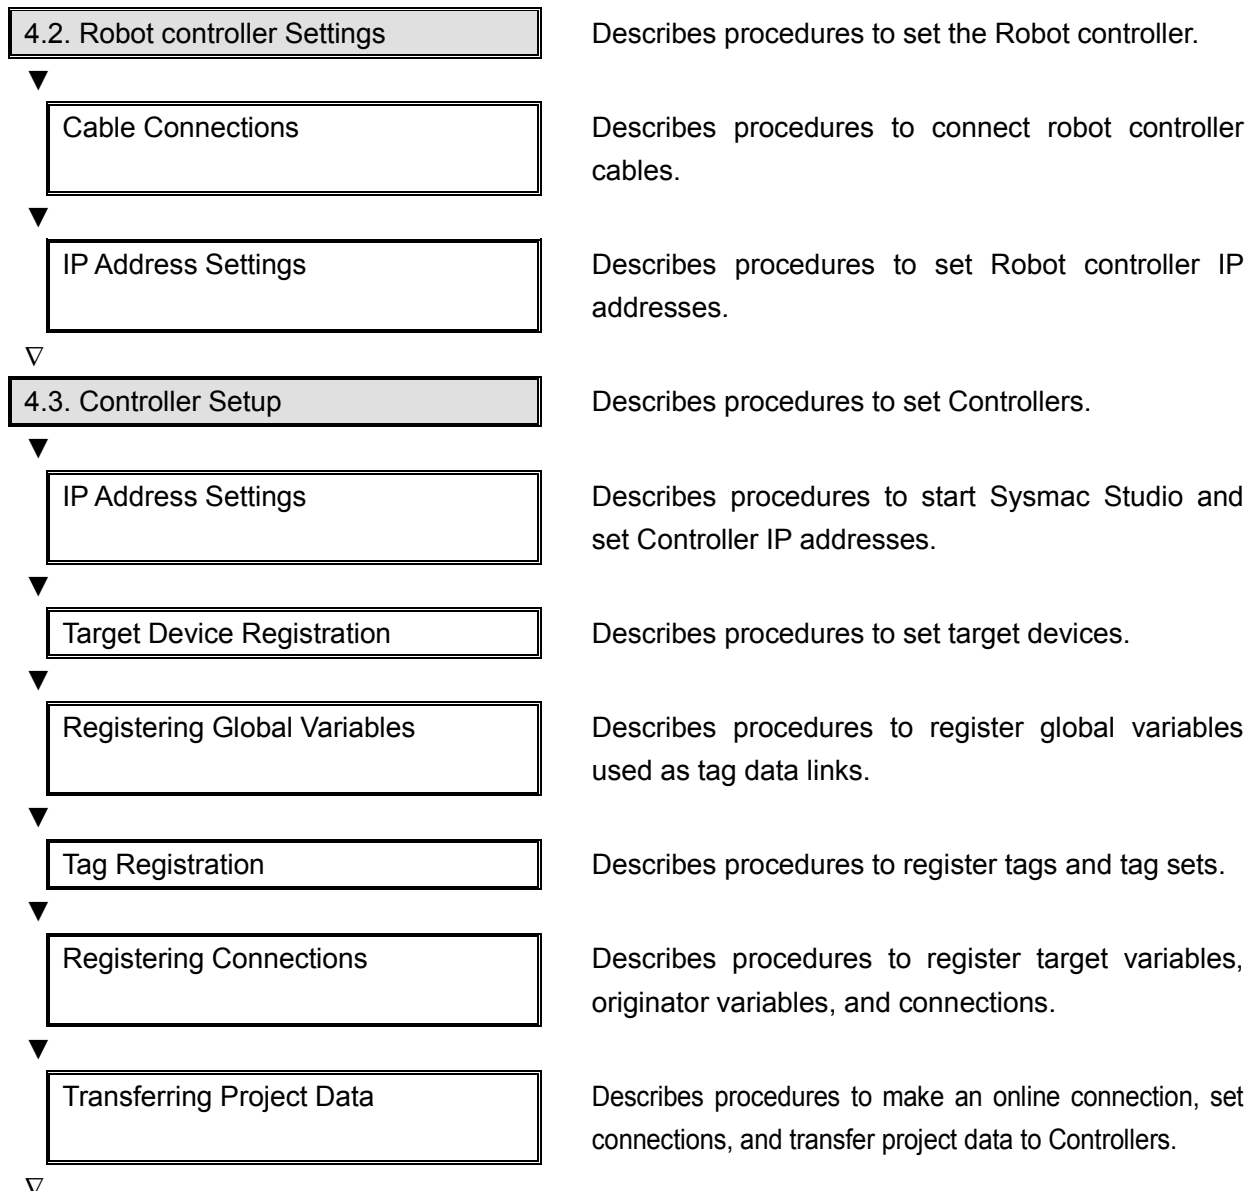 4.2. Robot controller Settings
Describes procedures to set the Robot controller.
▼
Cable Connections
Describes procedures to connect robot controller
cables.
▼
IP Address Settings
Describes procedures to set Robot controller IP
addresses.
∇
4.3. Controller Setup
Describes procedures to set Controllers.
▼
IP Address Settings
Describes procedures to start Sysmac Studio and
set Controller IP addresses.
▼
Target Device Registration
Describes procedures to set target devices.
▼
Registering Global Variables
Describes procedures to register global variables
used as tag data links.
▼
Tag Registration
Describes procedures to register tags and tag sets.
▼
Registering Connections
Describes procedures to register target variables,
originator variables, and connections.
▼
Transferring Project Data
Describes procedures to make an online connection, set
connections, and transfer project data to Controllers.
∇